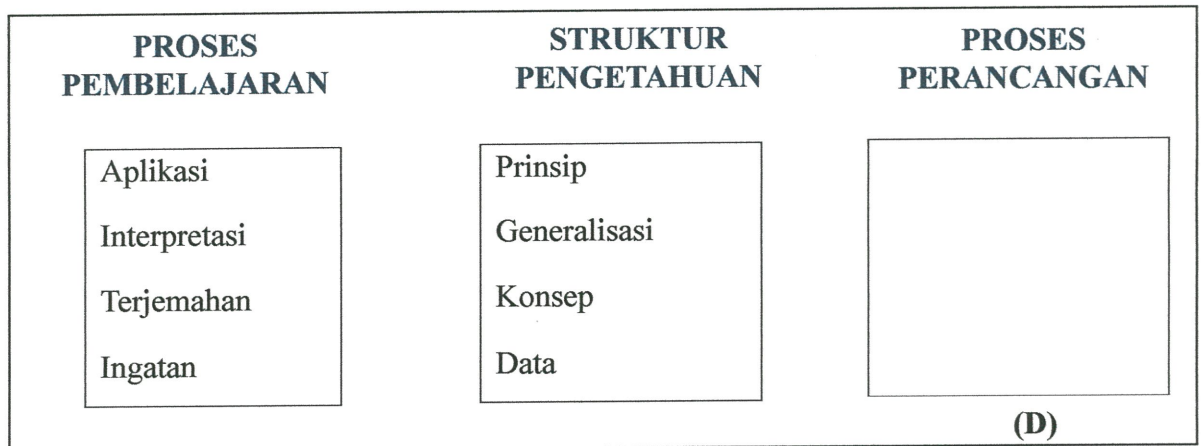 PROSES
PEMBELAJARAN
STRUKTUR
PENGETAHUAN
PROSES
PERANCANGAN
Aplikasi
Interpretasi
Terjemahan
Ingatan
Prinsip
Generalisasi
Konsep
Data
(D)